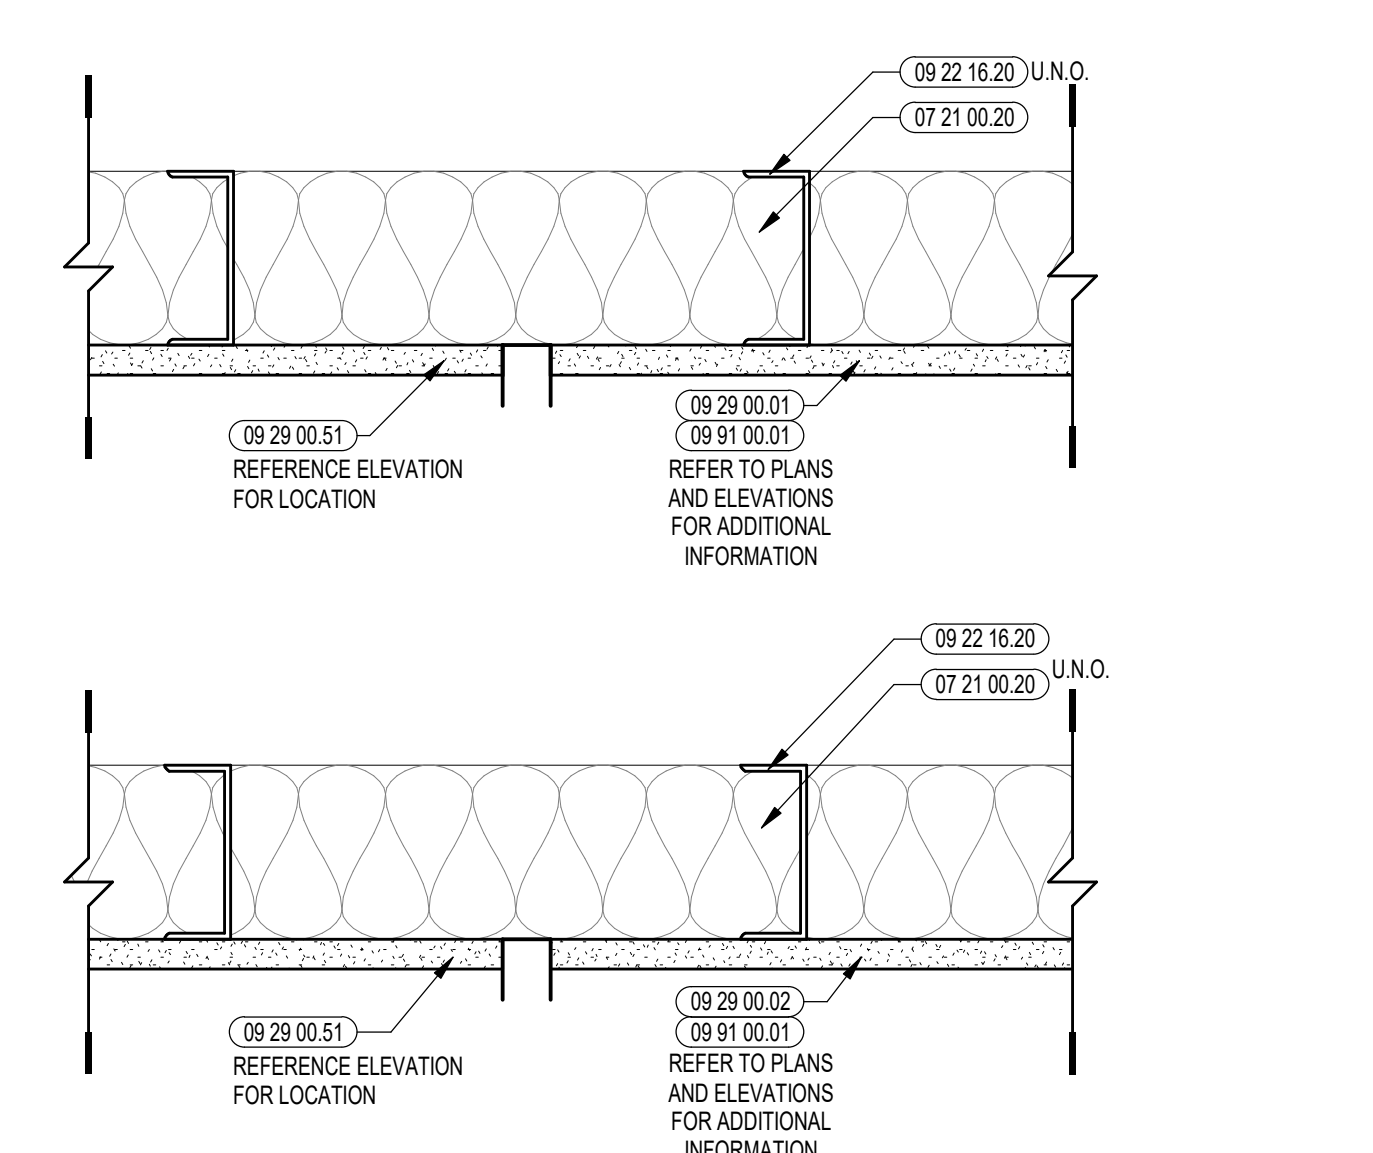 09 22 16.20 U.N.O.
07 21 00.20
09 29 00.51
REFERENCE ELEVATION
FOR LOCATION
09 29 00.01
09 91 00.01
REFER TO PLANS
AND ELEVATIONS
FOR ADDITIONAL
INFORMATION
09 22 16.20
U.N.O.
07 21 00.20
09 29 00.51
REFERENCE ELEVATION
FOR LOCATION
09 29 00.02
09 91 00.01
REFER TO PLANS
AND ELEVATIONS
FOR ADDITIONAL
INFORMATION